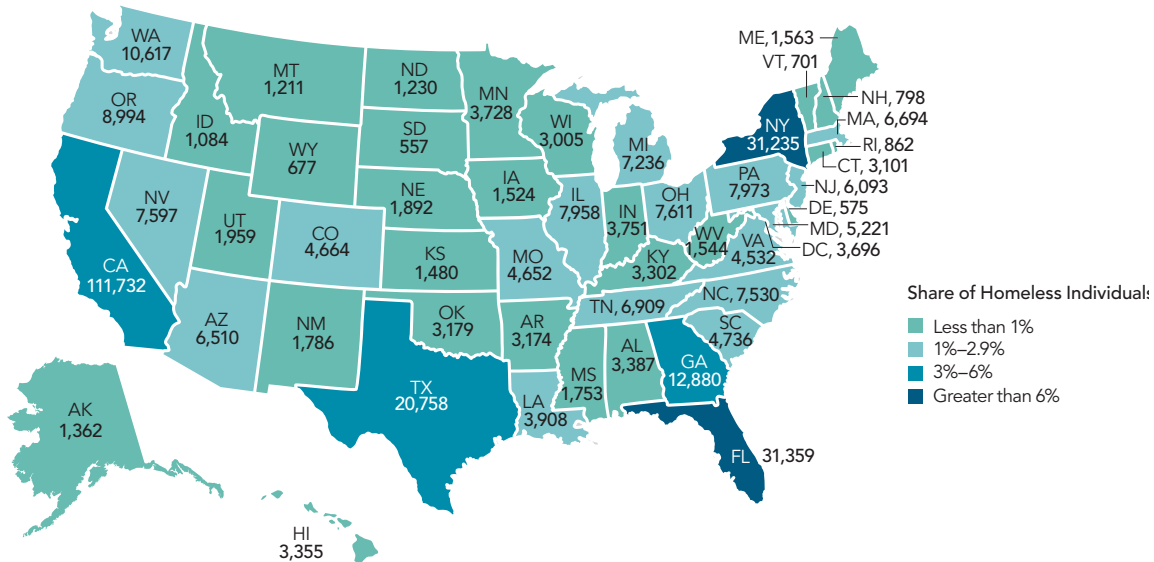 WA
10,617
OR
8,994
CA
111,732
NV
7,597
ID
1,084
MT
1,211
WY
677
UT
1,959
AZ
6,510
CO
4,664
NM
1,786
ND
1,230
SD
557
NE
1,892
KS
1,480
OK
3,179
TX
20,758
MN
3,728
IA
1,524
MO
4,652
AR
3,174
LA
3,908
WI
3,005
IL
7,958
MI
7,236
IN
3,751
OH
7,611
KY
3,302
TN, 6,909
MS
1,753
AL
3,387
GA
12,880
FL 31,359
SC
4,736
NC, 7,530
VA
4,532
WV
1,544
PA
7,973
NY
31,235
ME, 1,563
VT, 701
NH, 798
MA, 6,694
RI, 862
CT, 3,101
NJ, 6,093
DE, 575
MD, 5,221
DC, 3,696
AK
1,362
HI
3,355
Share of Homeless Individuals
Less than 1%
1%–2.9%
3%–6%
Greater than 6%